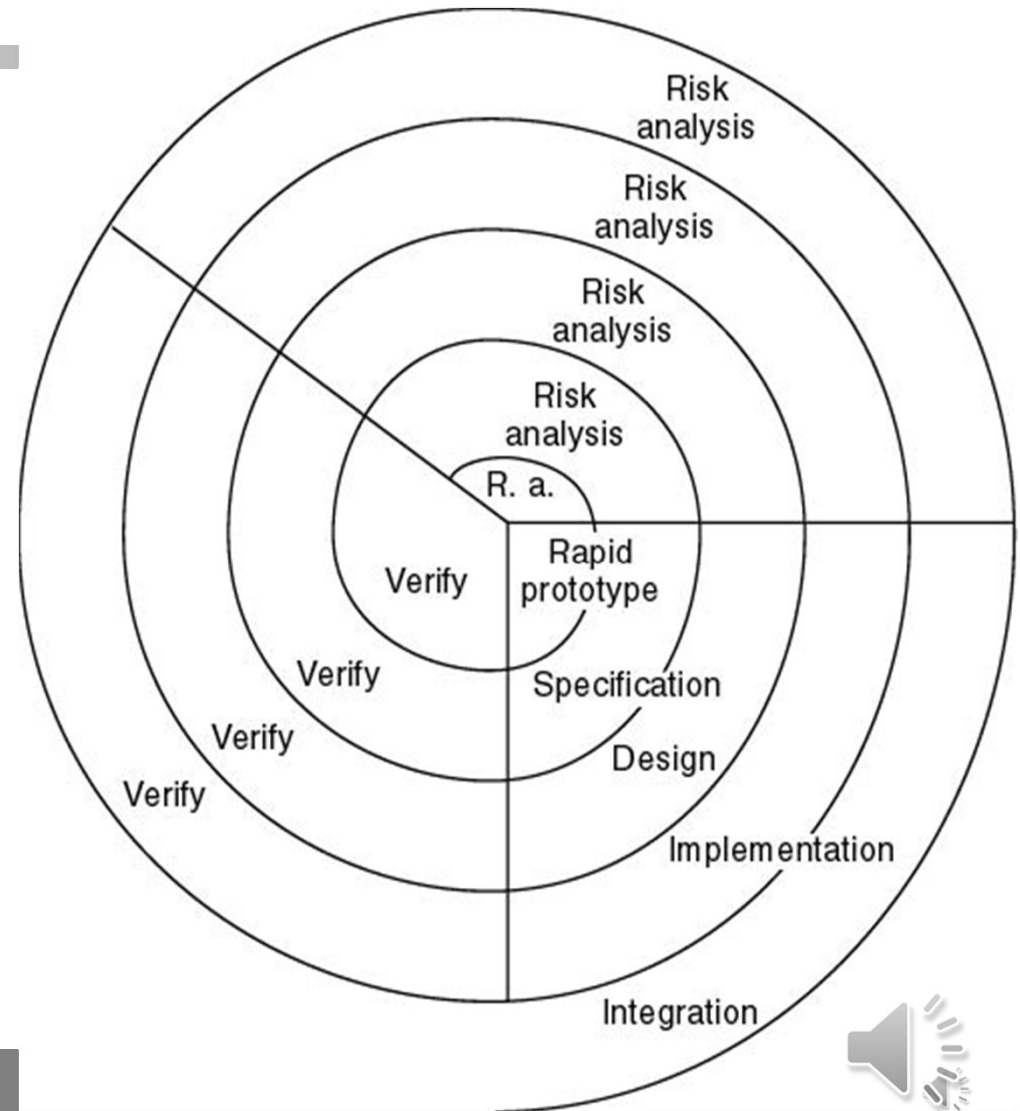 Risk
analysis
Risk
analysis
Risk
analysis
Risk
analysis
R. a.
Rapid
prototype
Verify
Verify
Specification
Verify
Design
Verify
Implementation
Integration